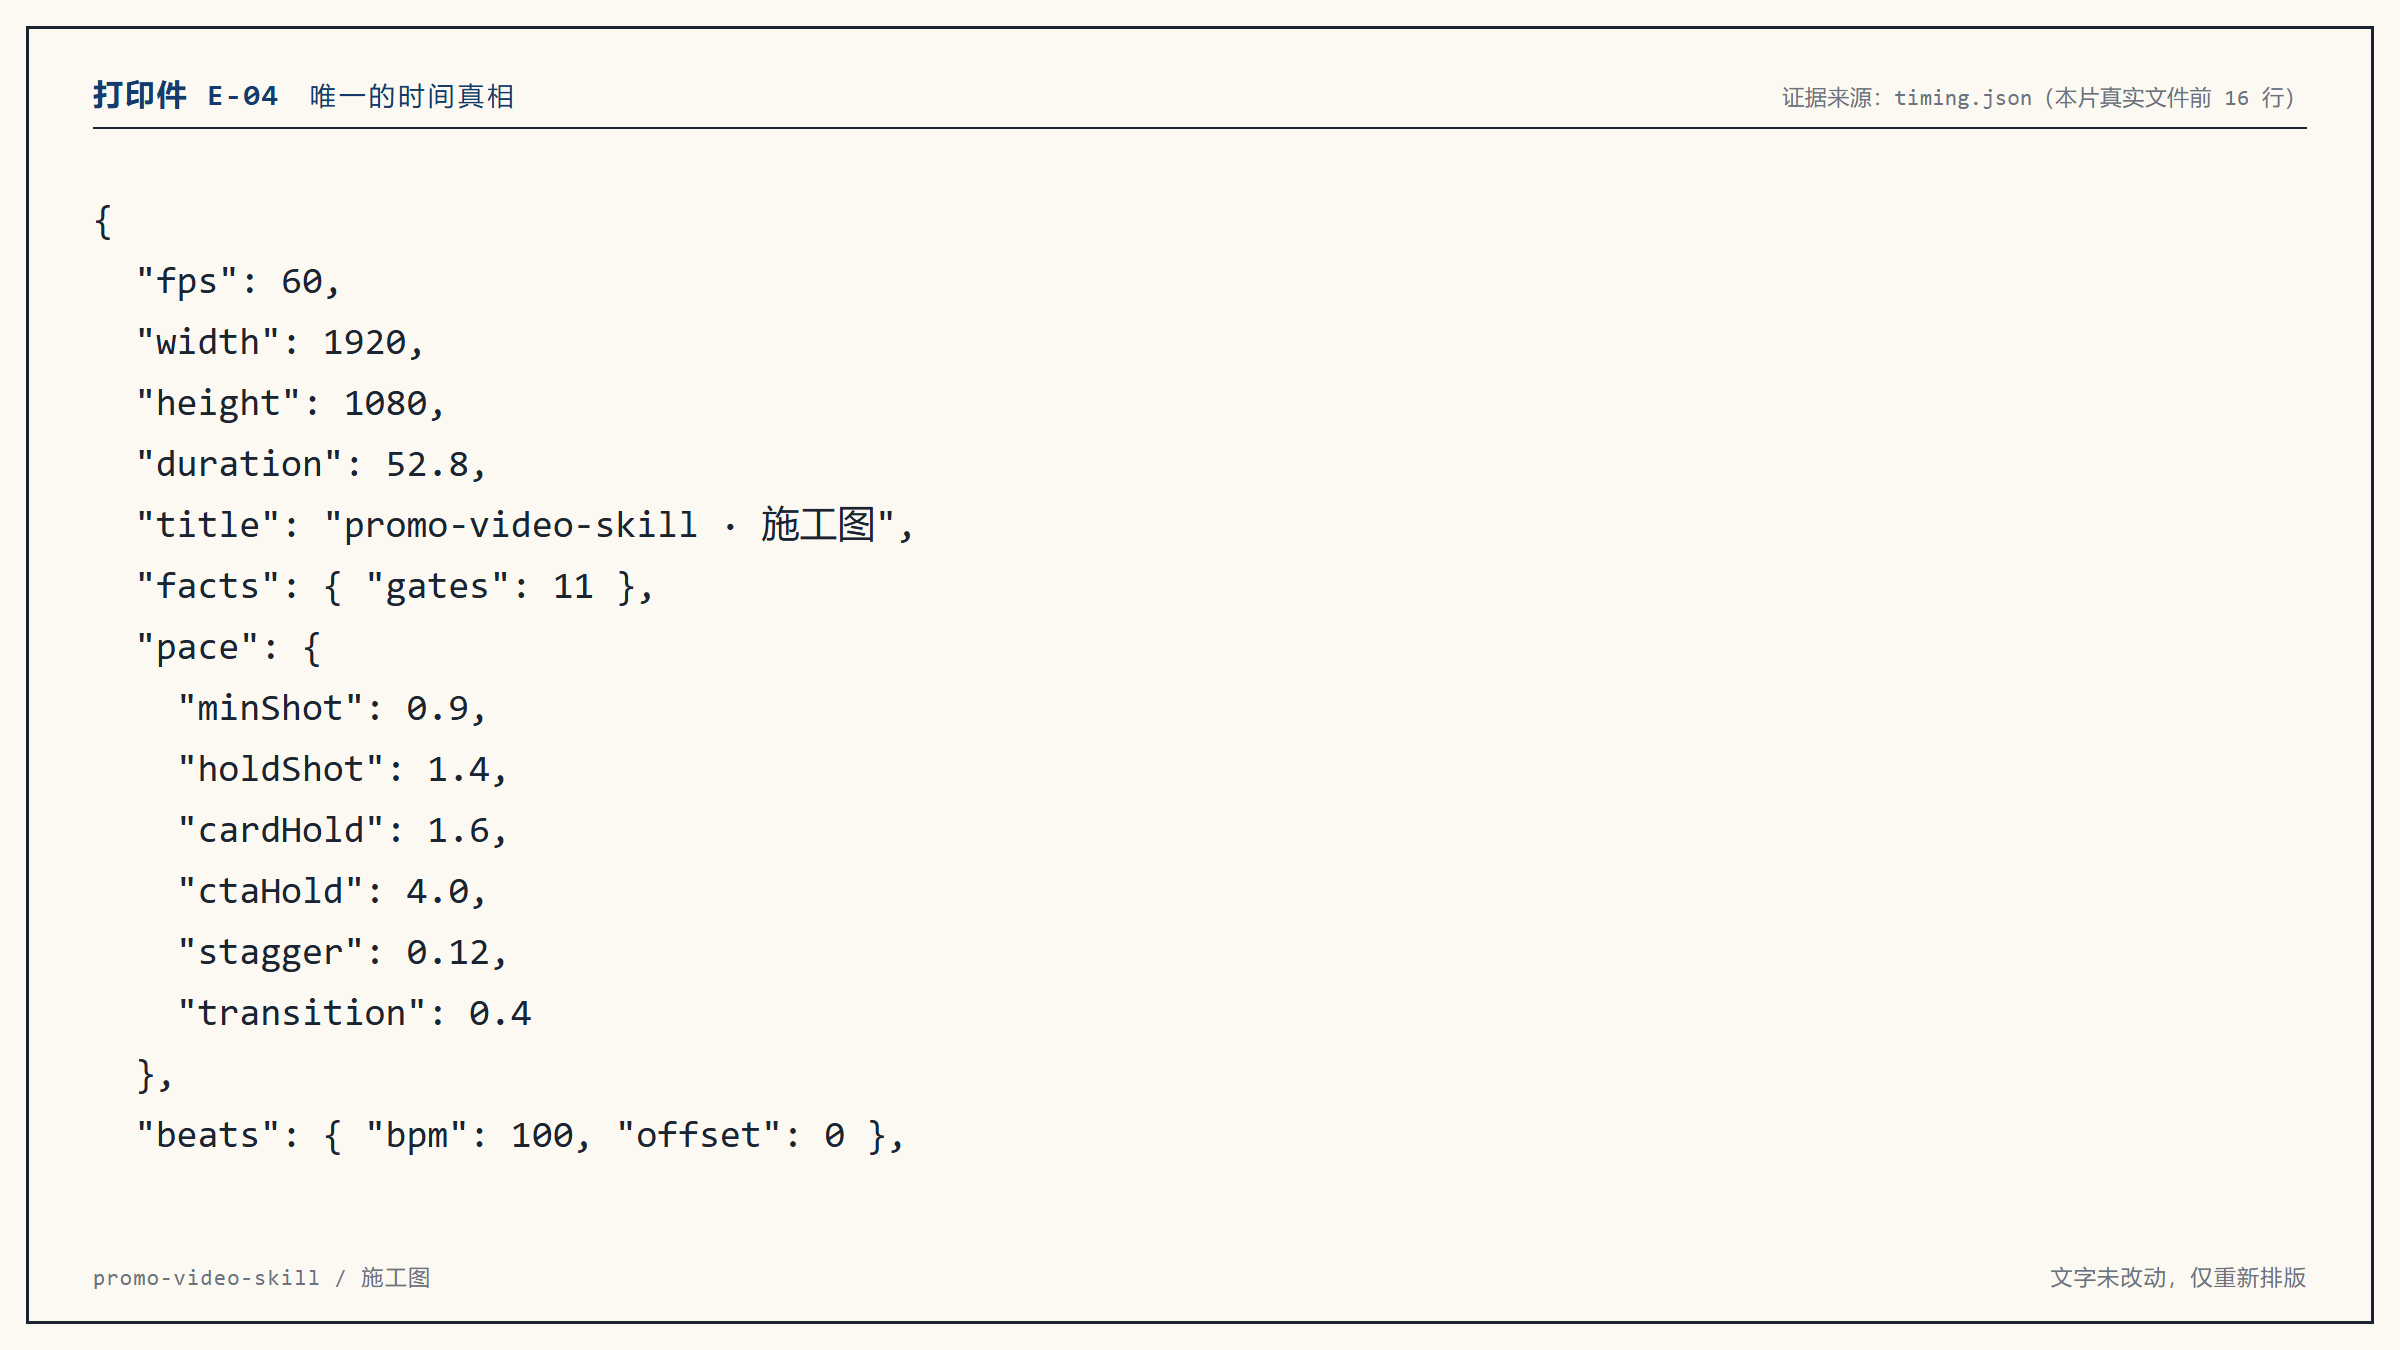 打印件 E-04 唯一的时间真相
证据来源: timing.json (本片真实文件前 16 行)
{
  "fps": 60,
  "width": 1920,
  "height": 1080,
  "duration": 52.8,
  "title": "promo-video-skill · 施工图",
  "facts": { "gates": 11 },
  "pace": {
    "minShot": 0.9,
    "holdShot": 1.4,
    "cardHold": 1.6,
    "ctaHold": 4.0,
    "stagger": 0.12,
    "transition": 0.4
  },
  "beats": { "bpm": 100, "offset": 0 },
promo-video-skill / 施工图
文字未改动, 仅重新排版